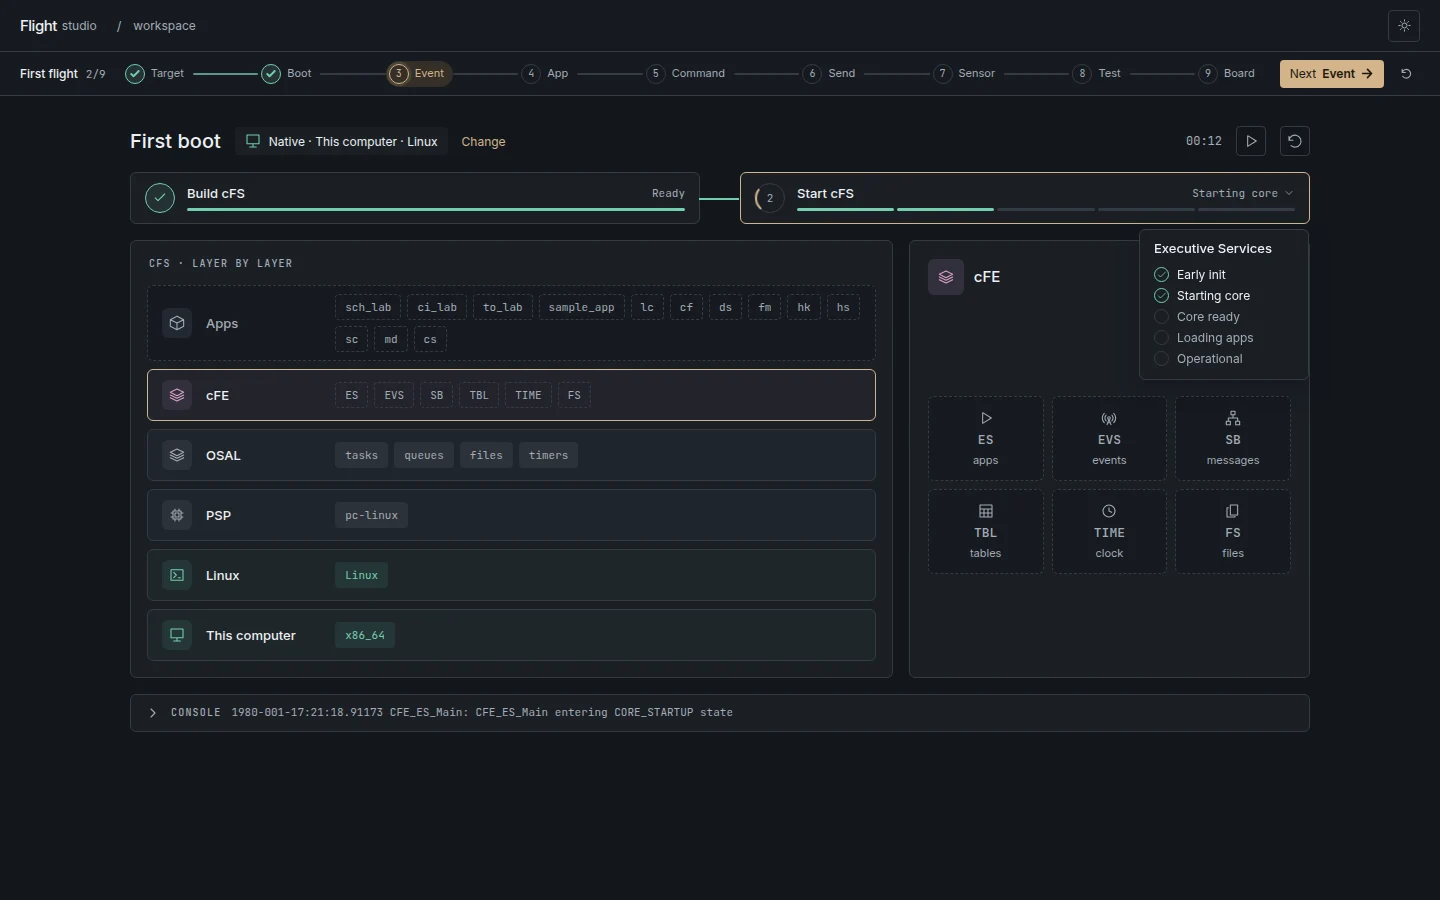 Flight studio / workspace
First flight 2/9 Target Boot 3 Event 4 App 5 Command 6 Send 7 Sensor 8 Test 9 Board Next Event →
First boot Native · This computer · Linux Change 00:12
Build cFS Ready
2 Start cFS Starting core
CFS · LAYER BY LAYER
Apps sch_lab ci_lab to_lab sample_app lc cf ds fm hk hs
sc md cs
cFE ES EVS SB TBL TIME FS
OSAL tasks queues files timers
PSP pc-linux
Linux Linux
This computer x86_64
cFE
Executive Services
Early init
Starting core
Core ready
Loading apps
Operational
ES EVS SB
apps events messages
TBL TIME FS
tables clock files
CONSOLE 1980-001-17:21:18.91173 CFE_ES_Main: CFE_ES_Main entering CORE_STARTUP state